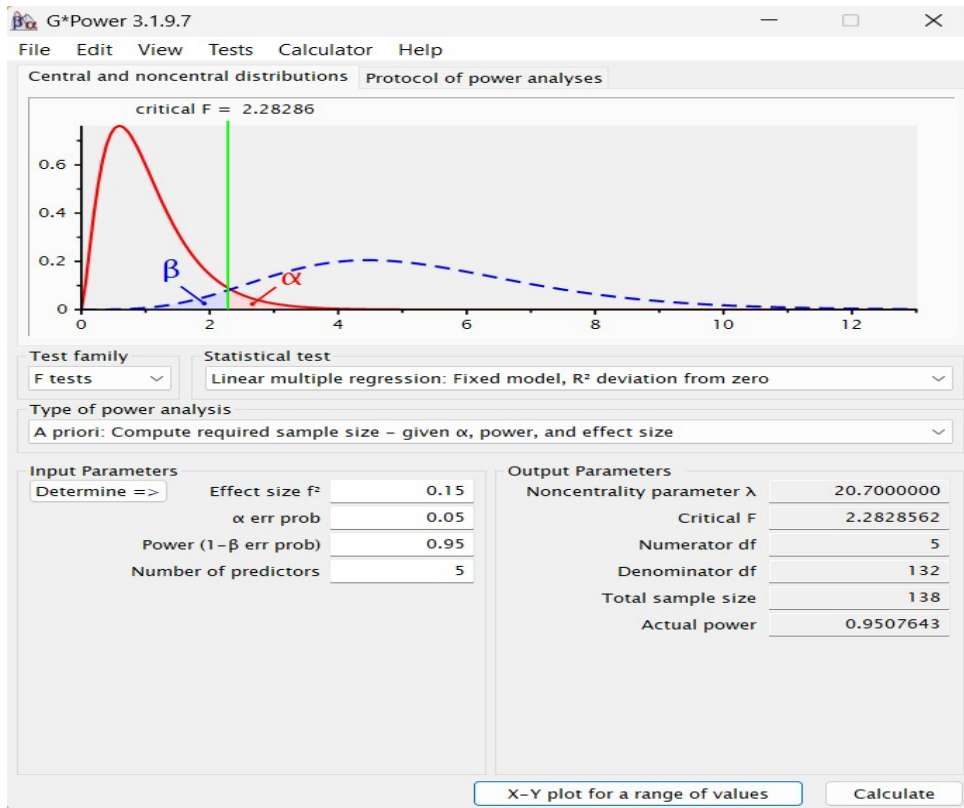 βα G*Power 3.1.9.7
File Edit View Tests Calculator Help
Central and noncentral distributions Protocol of power analyses
critical F = 2.28286
0.6
0.4
0.2
0
β
α
0 2 4 6 8 10 12
Test family Statistical test
F tests Linear multiple regression: Fixed model, R² deviation from zero
Type of power analysis
A priori: Compute required sample size – given α, power, and effect size
Input Parameters
Determine => Effect size f² 0.15
α err prob 0.05
Power (1-β err prob) 0.95
Number of predictors 5
Output Parameters
Noncentrality parameter λ 20.7000000
Critical F 2.2828562
Numerator df 5
Denominator df 132
Total sample size 138
Actual power 0.9507643
X-Y plot for a range of values Calculate